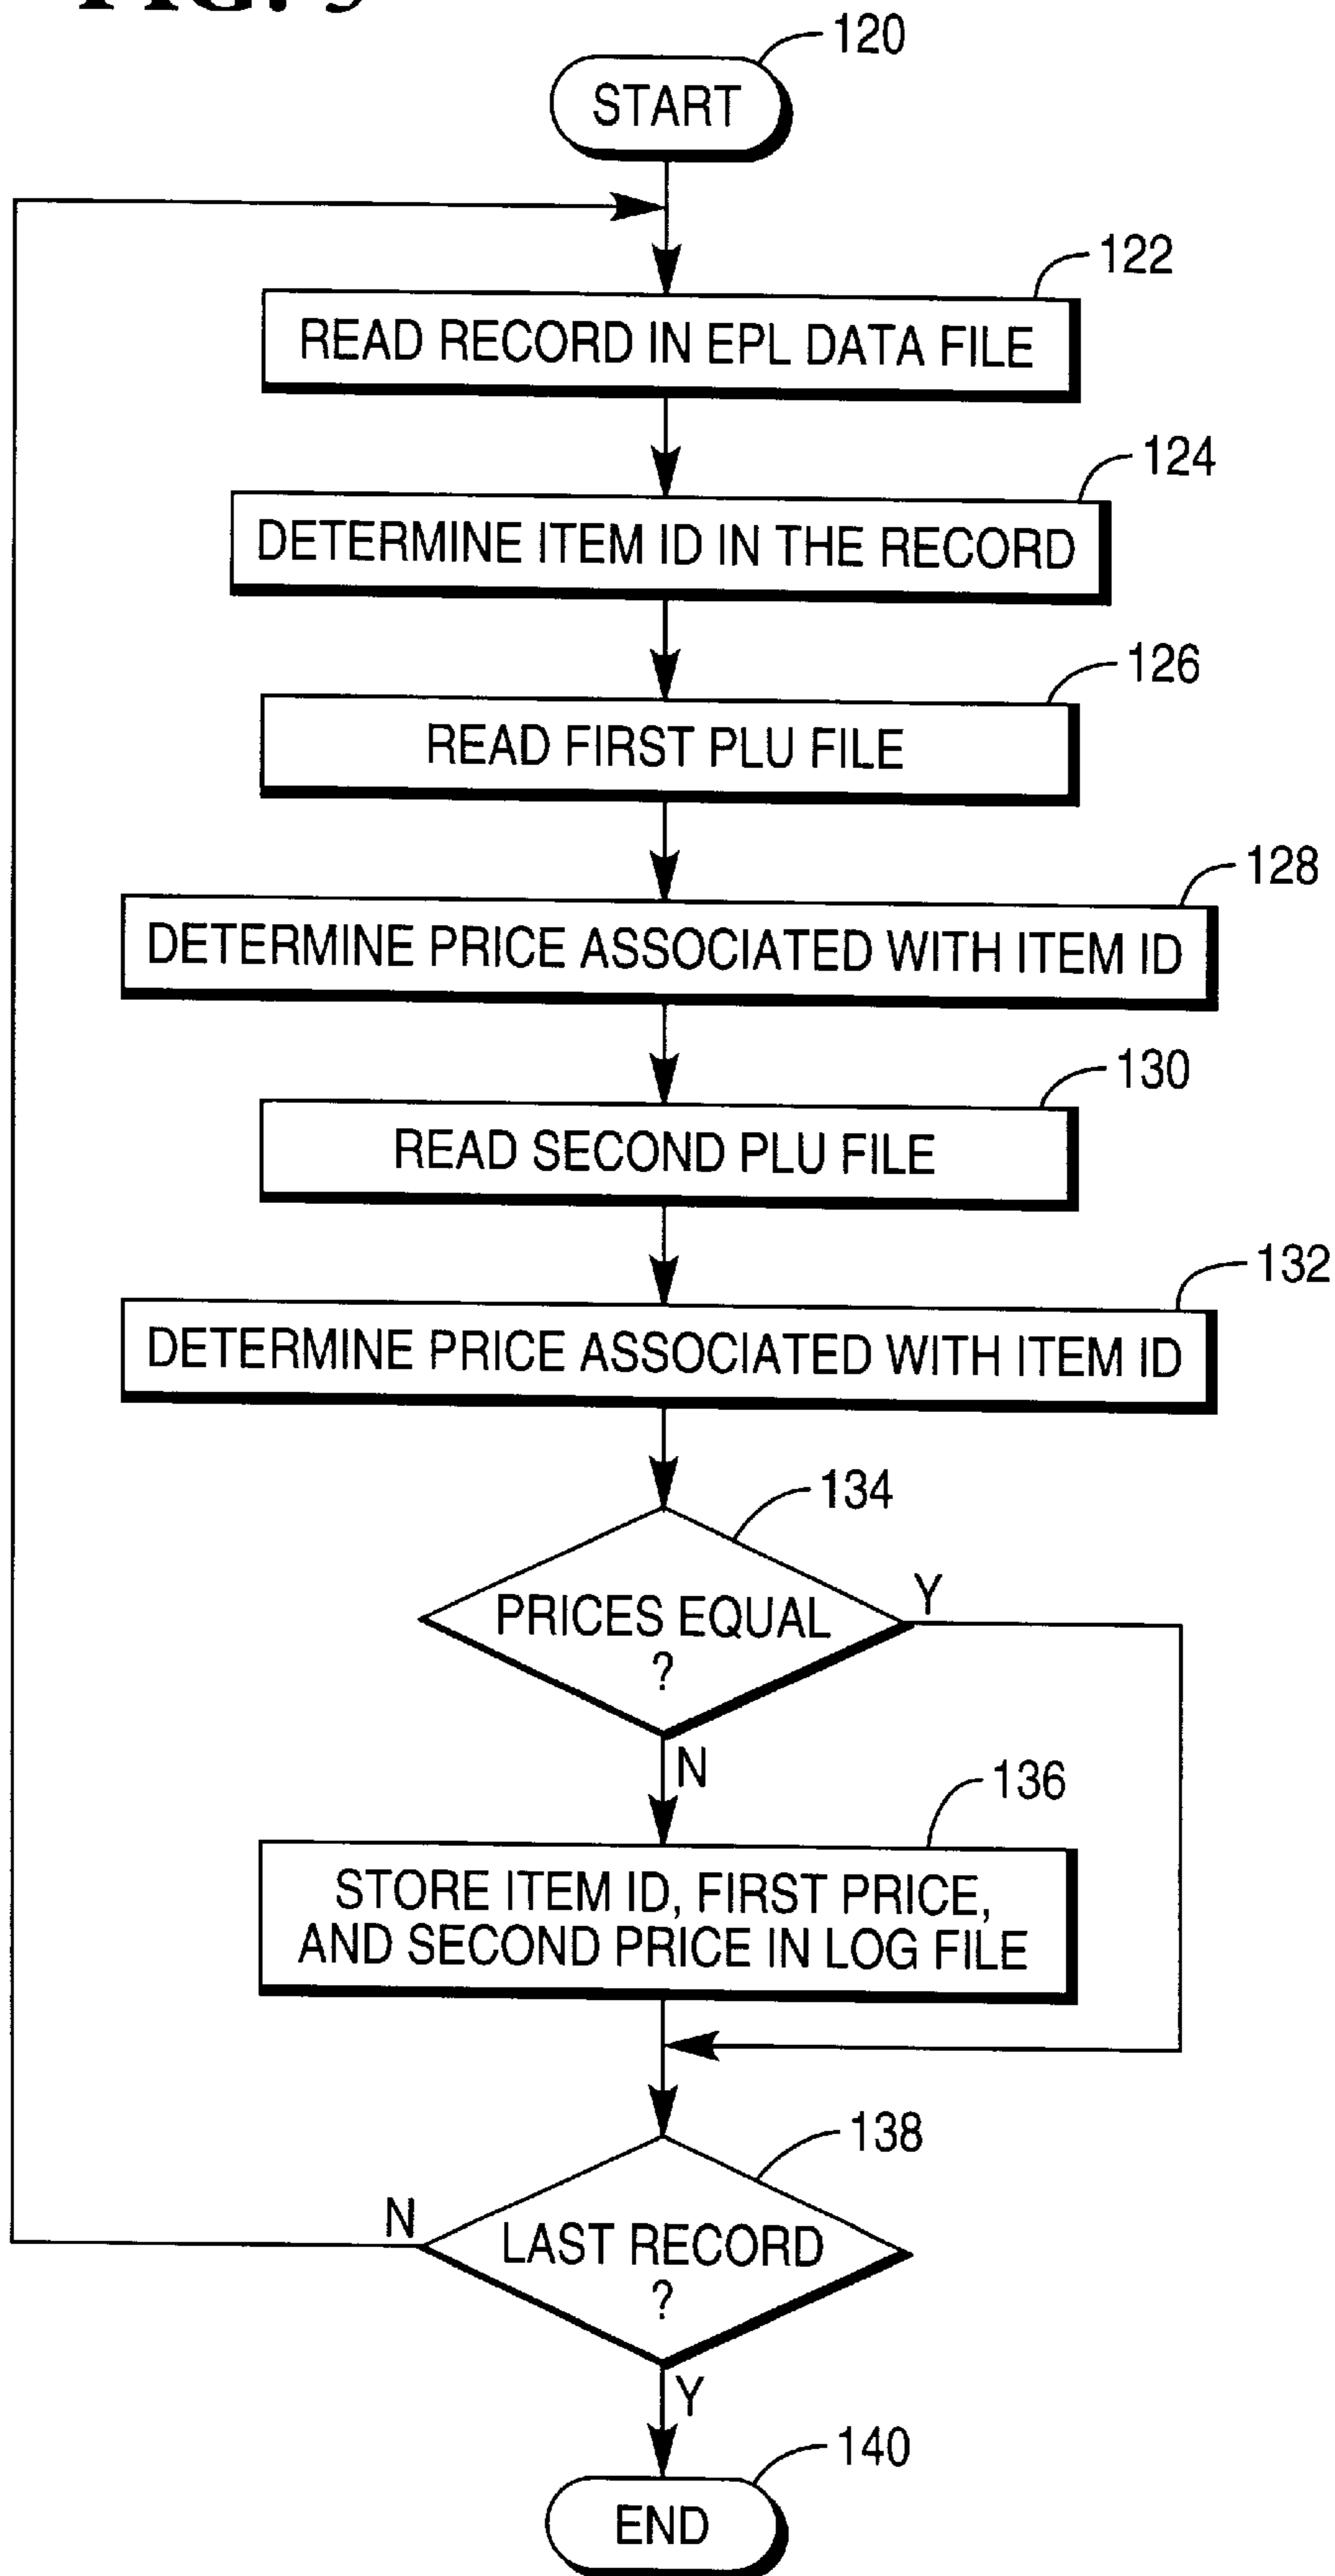 120
START
122
READ RECORD IN EPL DATA FILE
124
DETERMINE ITEM ID IN THE RECORD
126
READ FIRST PLU FILE
128
DETERMINE PRICE ASSOCIATED WITH ITEM ID
130
READ SECOND PLU FILE
132
DETERMINE PRICE ASSOCIATED WITH ITEM ID
134
PRICES EQUAL
?
Y
N
136
STORE ITEM ID, FIRST PRICE,
AND SECOND PRICE IN LOG FILE
138
N
LAST RECORD
?
Y
140
END